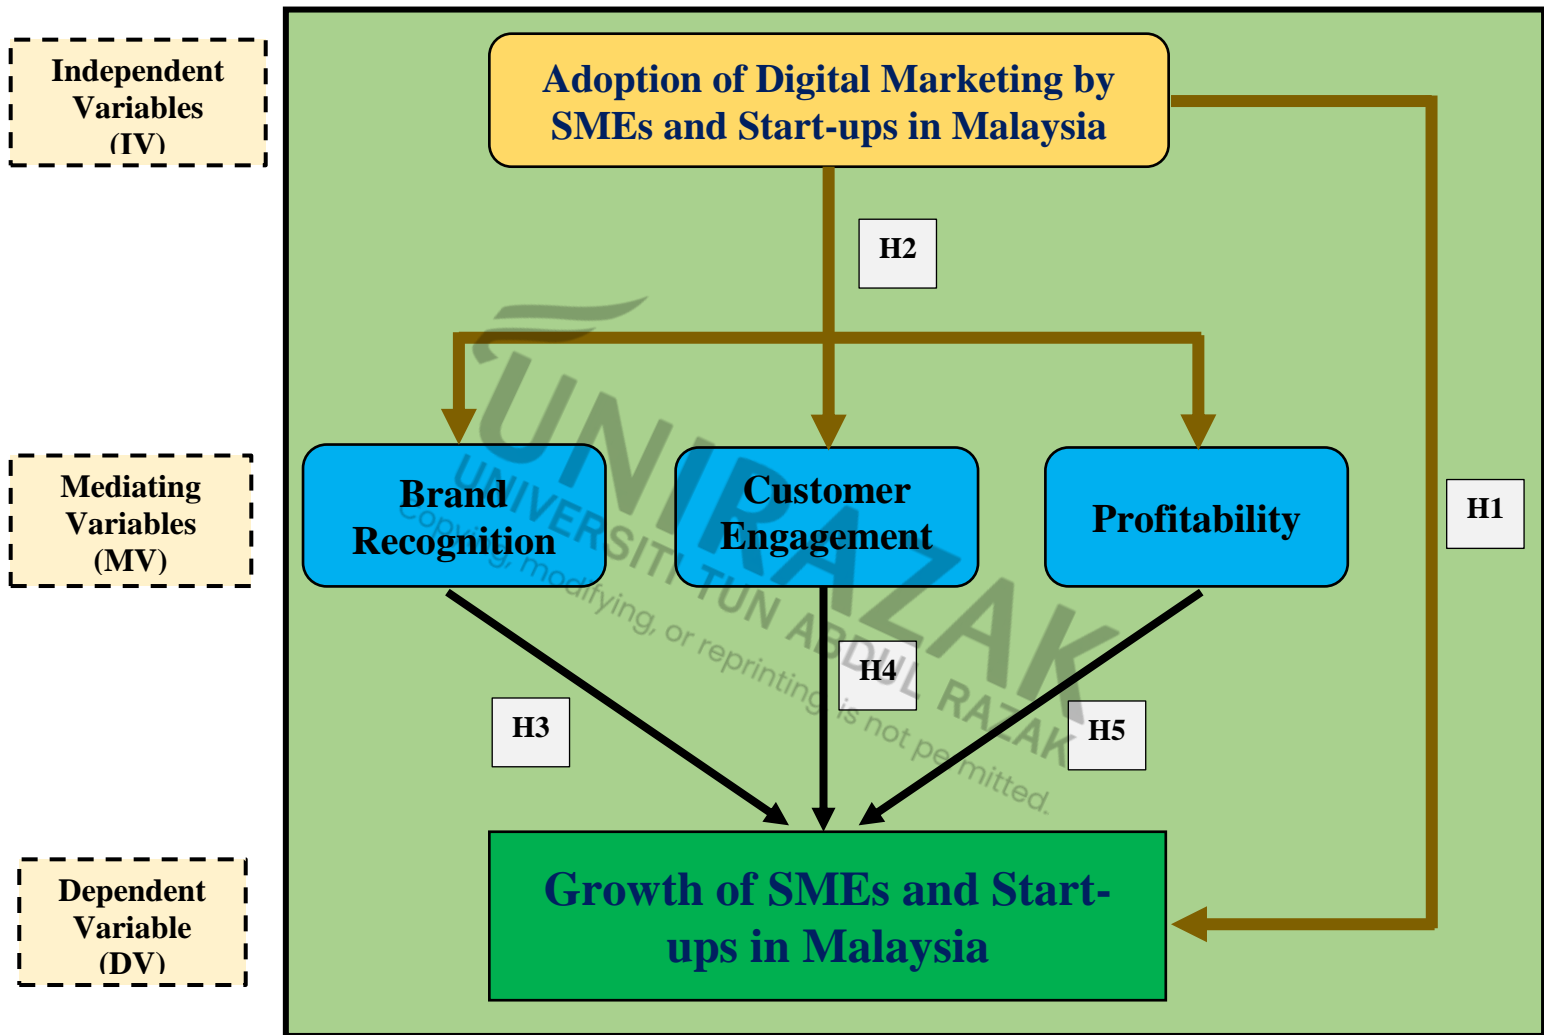 Independent
Variables
(IV)
Adoption of Digital Marketing by
SMEs and Start-ups in Malaysia
H2
Mediating
Variables
(MV)
Brand
Recognition
Customer
Engagement
Profitability
H1
UNIRAZAK
UNIVERSITI TUN ABDUL RAZAK
Copying, modifying, or reprinting, is not permitted.
H3
H4
H5
Dependent
Variable
(DV)
Growth of SMEs and Start-
ups in Malaysia